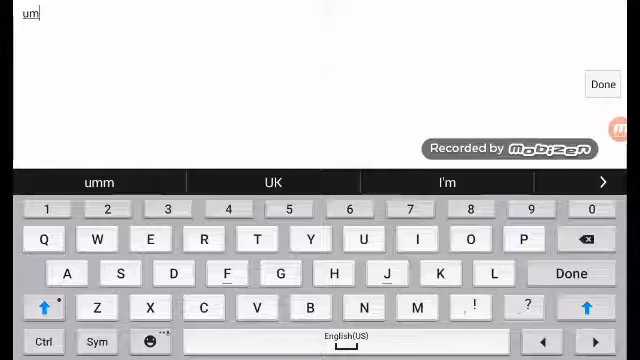 um
Done
Recorded by mobizen
umm UK I'm >
1 2 3 4 5 6 7 8 9 0
Q W E R T Y U I O P
A S D F G H J K L Done
Z X C V B N M , ! . ?
Ctrl Sym English(US)